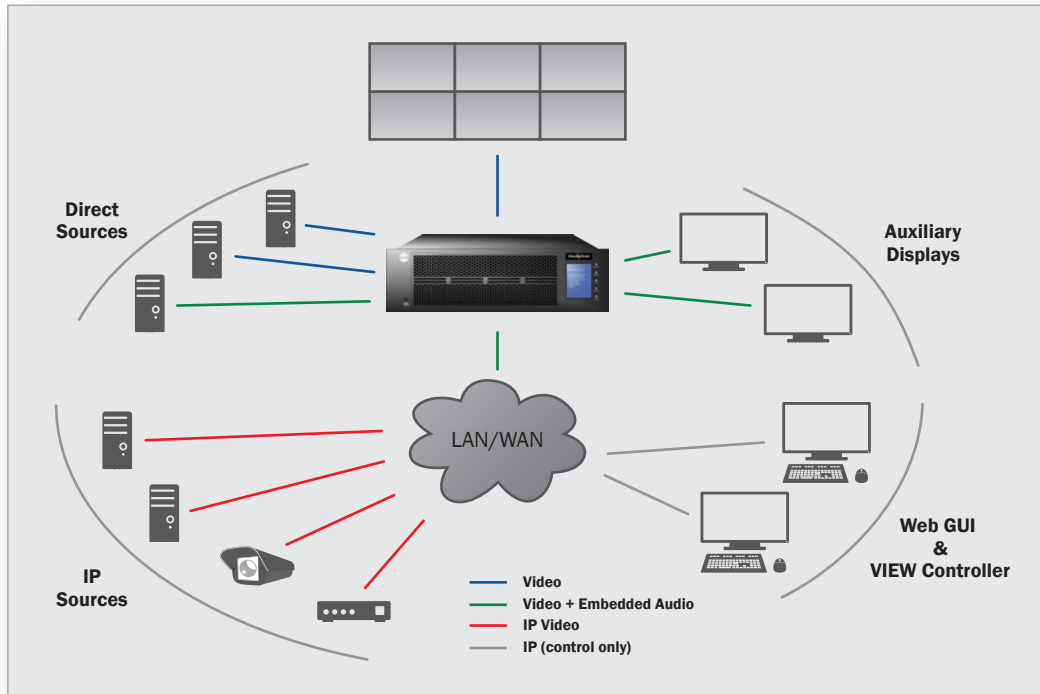 Direct
Sources
Auxiliary
Displays
LAN/WAN
IP
Sources
Web GUI
&
VIEW Controller
Video
Video + Embedded Audio
IP Video
IP (control only)